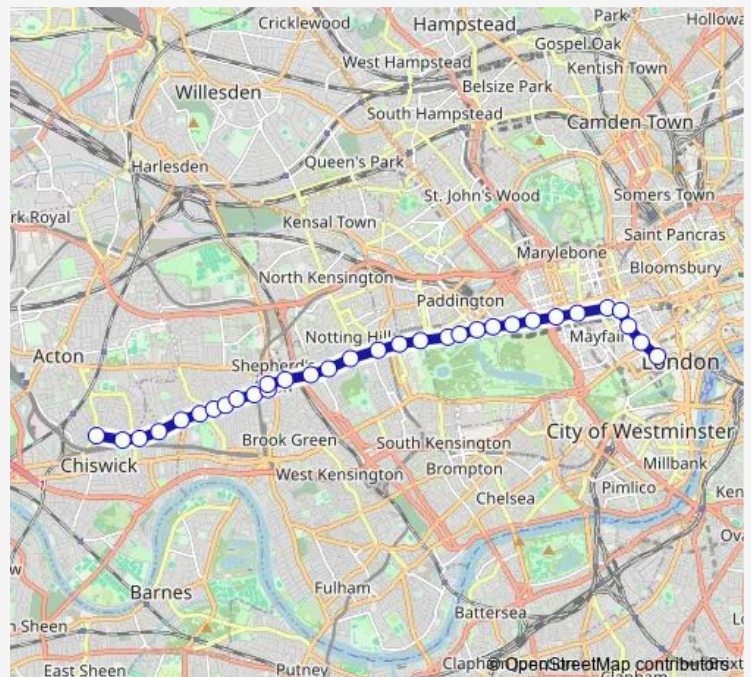 Cricklewood
Hampstead
Park
Gospel Oak
West Hampstead
Kentish Town
Belsize Park
Willesden
South Hampstead
Camden Town
Harlesden
Queen's Park
St. John's Wood
Somers Town
rk Royal
Kensal Town
Saint Pancras
Marylebone
Bloomsbury
North Kensington
Paddington
Notting Hill
Mayfair
Acton
Shepherd's
London
City of Westminster
Brook Green
South Kensington
Chiswick
West Kensington
Brompton
Millbank
Pimlico
Ken
Chelsea
Barnes
Fulham
Battersea
n Sheen
East Sheen
Putney
© OpenStreetMap contributors